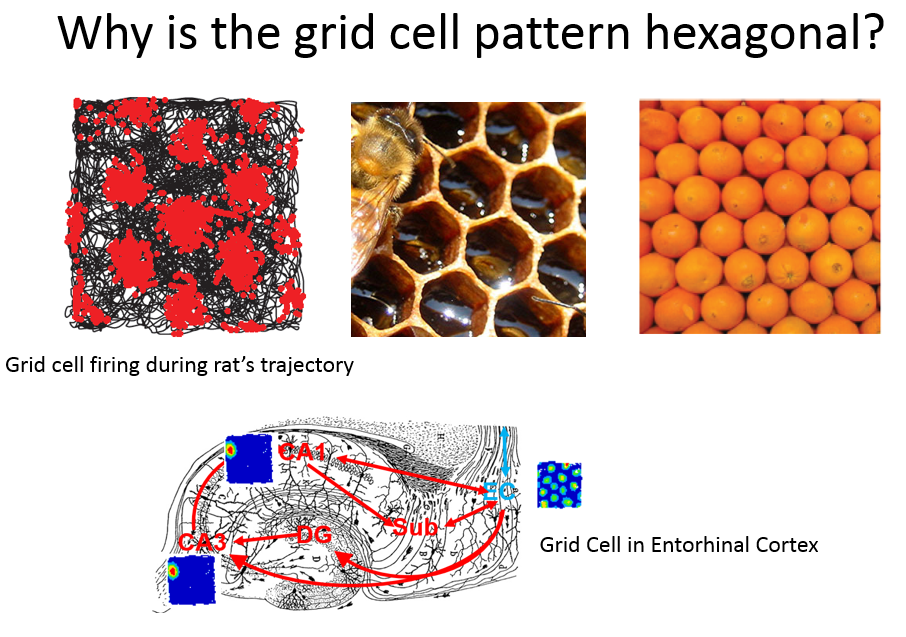 Why is the grid cell pattern hexagonal?
Grid cell firing during rat's trajectory
CA1
EC
Sub
DG
CA3
Grid Cell in Entorhinal Cortex